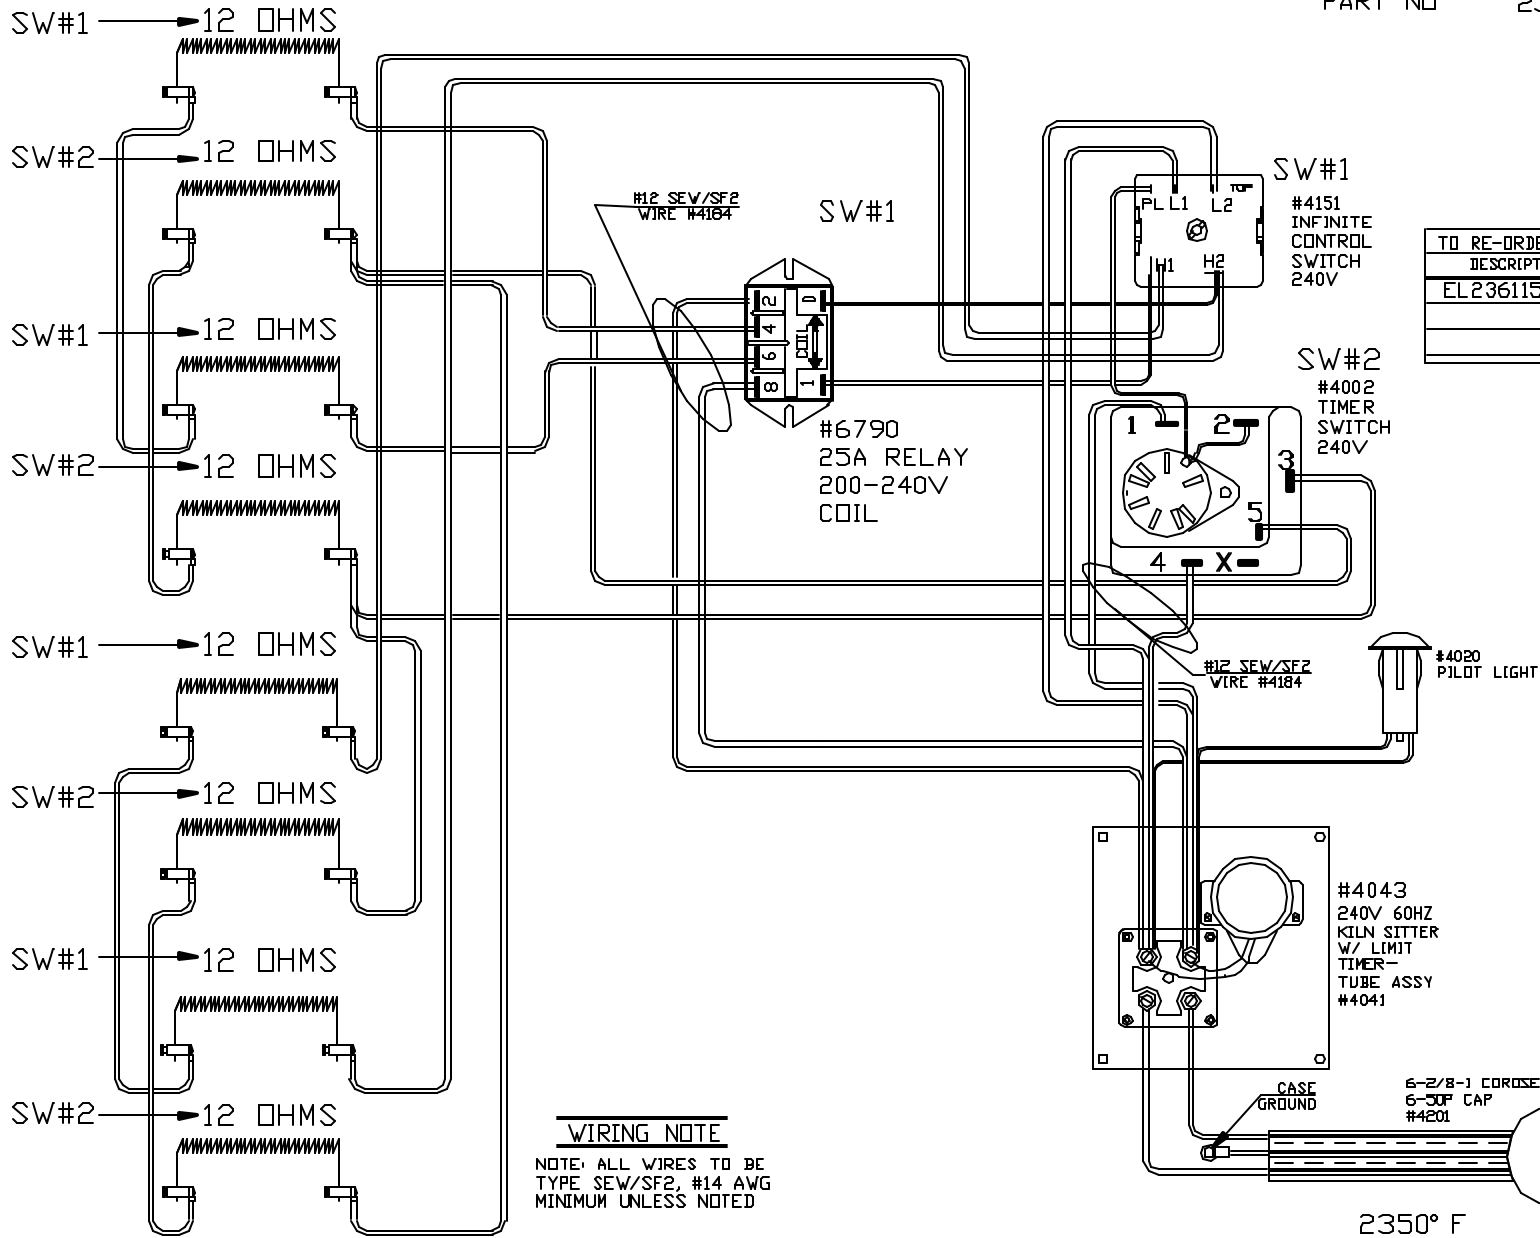 PART NO
SW#1 12 OHMS
SW#2 12 OHMS
SW#1 12 OHMS
SW#2 12 OHMS
SW#1 12 OHMS
SW#2 12 OHMS
SW#1 12 OHMS
SW#2 12 OHMS
#12 SEW/SF2
WIRE #4184
SW#1
2
4
6
8
0
COIL
1
#6790
25A RELAY
200-240V
COIL
PL L1 L2 TOP
H1 H2
SW#1
#4151
INFINITE
CONTROL
SWITCH
240V
TO RE-ORDE
DESCRIPT
EL236115
SW#2
#4002
TIMER
SWITCH
240V
1 2
3
5
4 X
#12 SEW/SF2
WIRE #4184
#4020
PILOT LIGHT
#4043
240V 60HZ
KILN SITTER
W/ LIMIT
TIMER-
TUBE ASSY
#4041
CASE
GROUND
6-2/8-1 COROSE
6-50P CAP
#4201
WIRING NOTE
NOTE: ALL WIRES TO BE
TYPE SEW/SF2, #14 AWG
MINIMUM UNLESS NOTED
2350° F